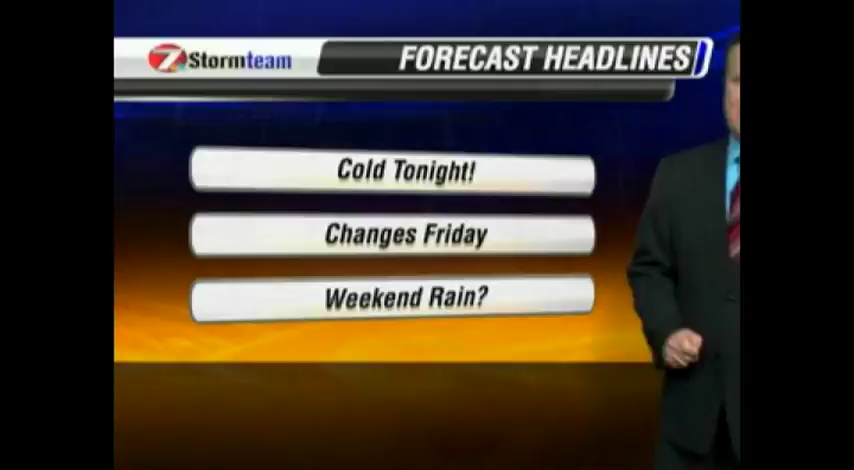 7 Stormteam
FORECAST HEADLINES
Cold Tonight!
Changes Friday
Weekend Rain?